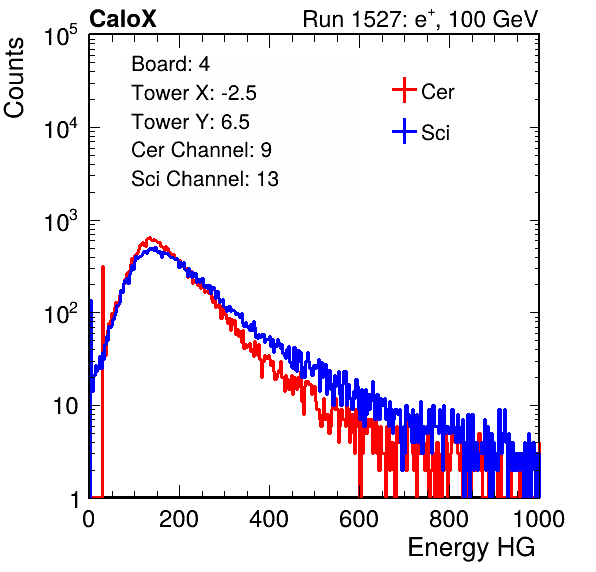 CaloX Run 1527: e⁺, 100 GeV
Counts
10⁵
10⁴
10³
10²
10
1
Board: 4
Tower X: -2.5
Tower Y: 6.5
Cer Channel: 9
Sci Channel: 13
Cer
Sci
0 200 400 600 800 1000
Energy HG